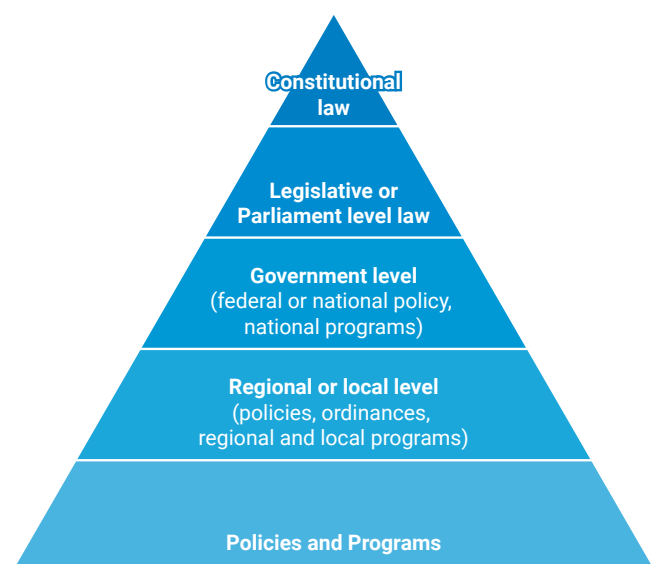 Constitutional
law
Legislative or
Parliament level law
Government level
(federal or national policy,
national programs)
Regional or local level
(policies, ordinances,
regional and local programs)
Policies and Programs